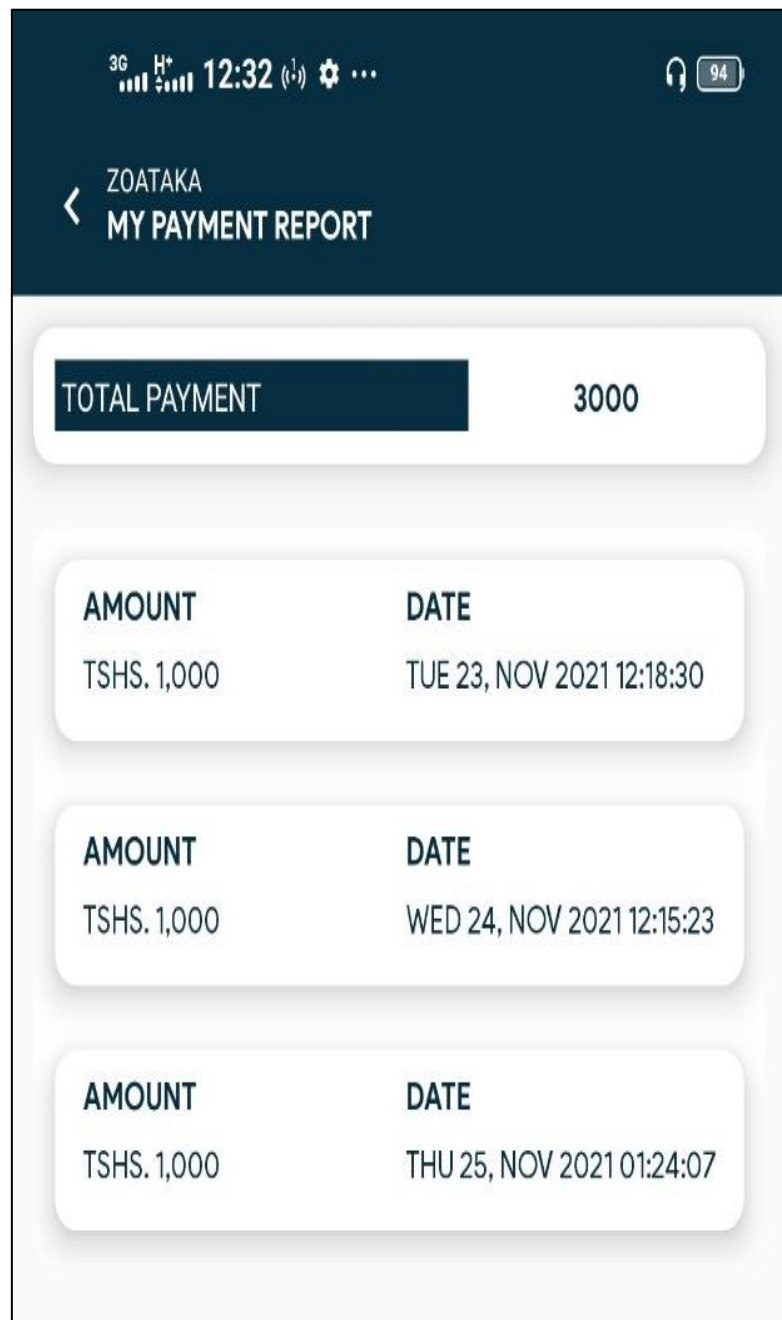 3G H+ 12:32 94
ZOATAKA
MY PAYMENT REPORT
TOTAL PAYMENT 3000
AMOUNT DATE
TSHS. 1,000 TUE 23, NOV 2021 12:18:30
AMOUNT DATE
TSHS. 1,000 WED 24, NOV 2021 12:15:23
AMOUNT DATE
TSHS. 1,000 THU 25, NOV 2021 01:24:07